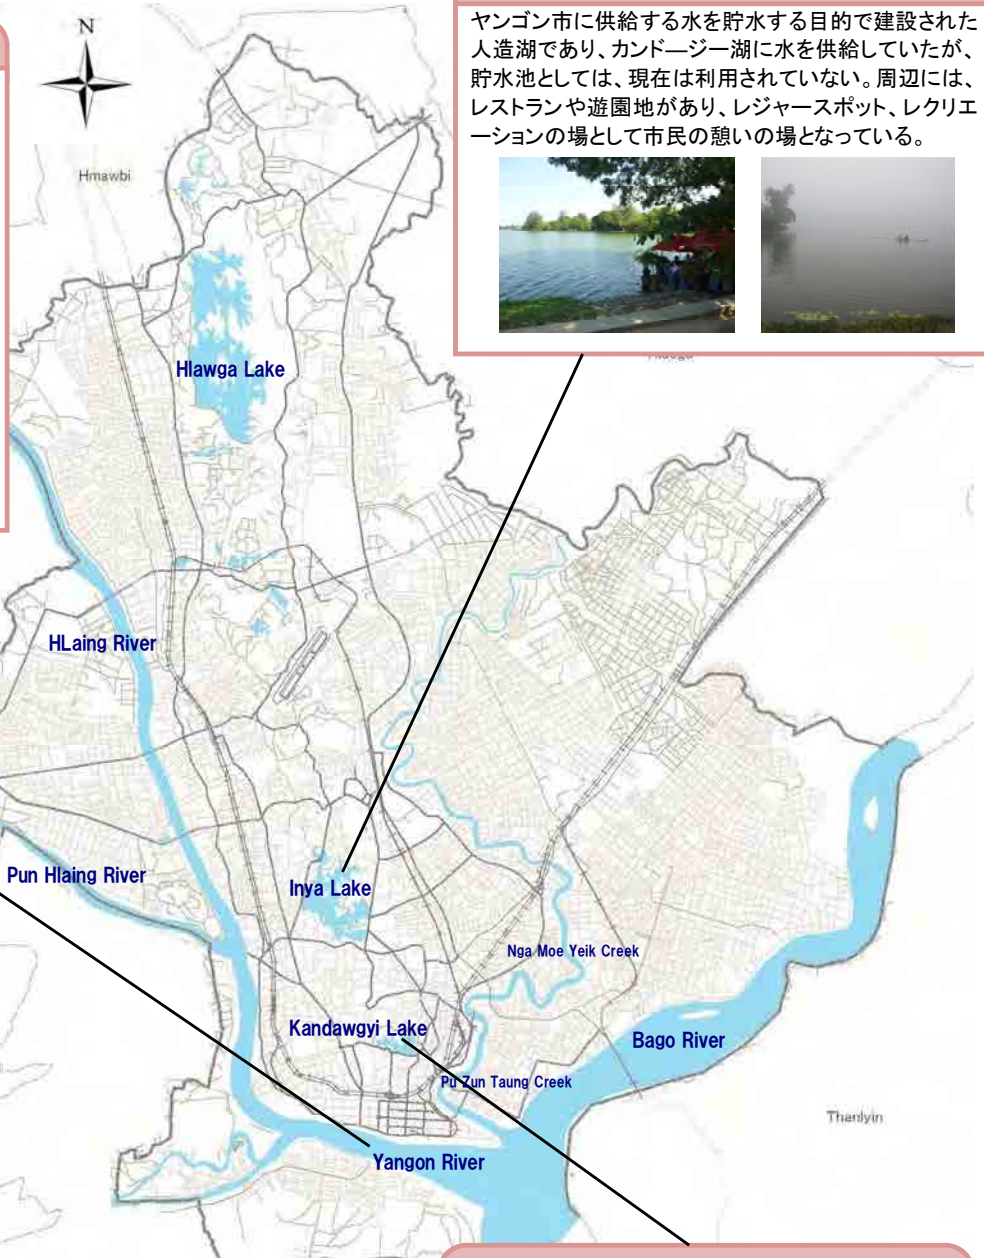 ヤンゴン市に供給する水を貯水する目的で建設された
人造湖であり、カンド―ジー湖に水を供給していたが、
貯水池としては、現在は利用されていない。周辺には、
レストランや遊園地があり、レジャースポット、レクリエ
ーションの場として市民の憩いの場となっている。
N
Hmawbi
Hlawga Lake
HLaing River
Pun Hlaing River
Inya Lake
Nga Moe Yeik Creek
Kandawgyi Lake
Bago River
Pu Zun Taung Creek
Thanlyin
Yangon River